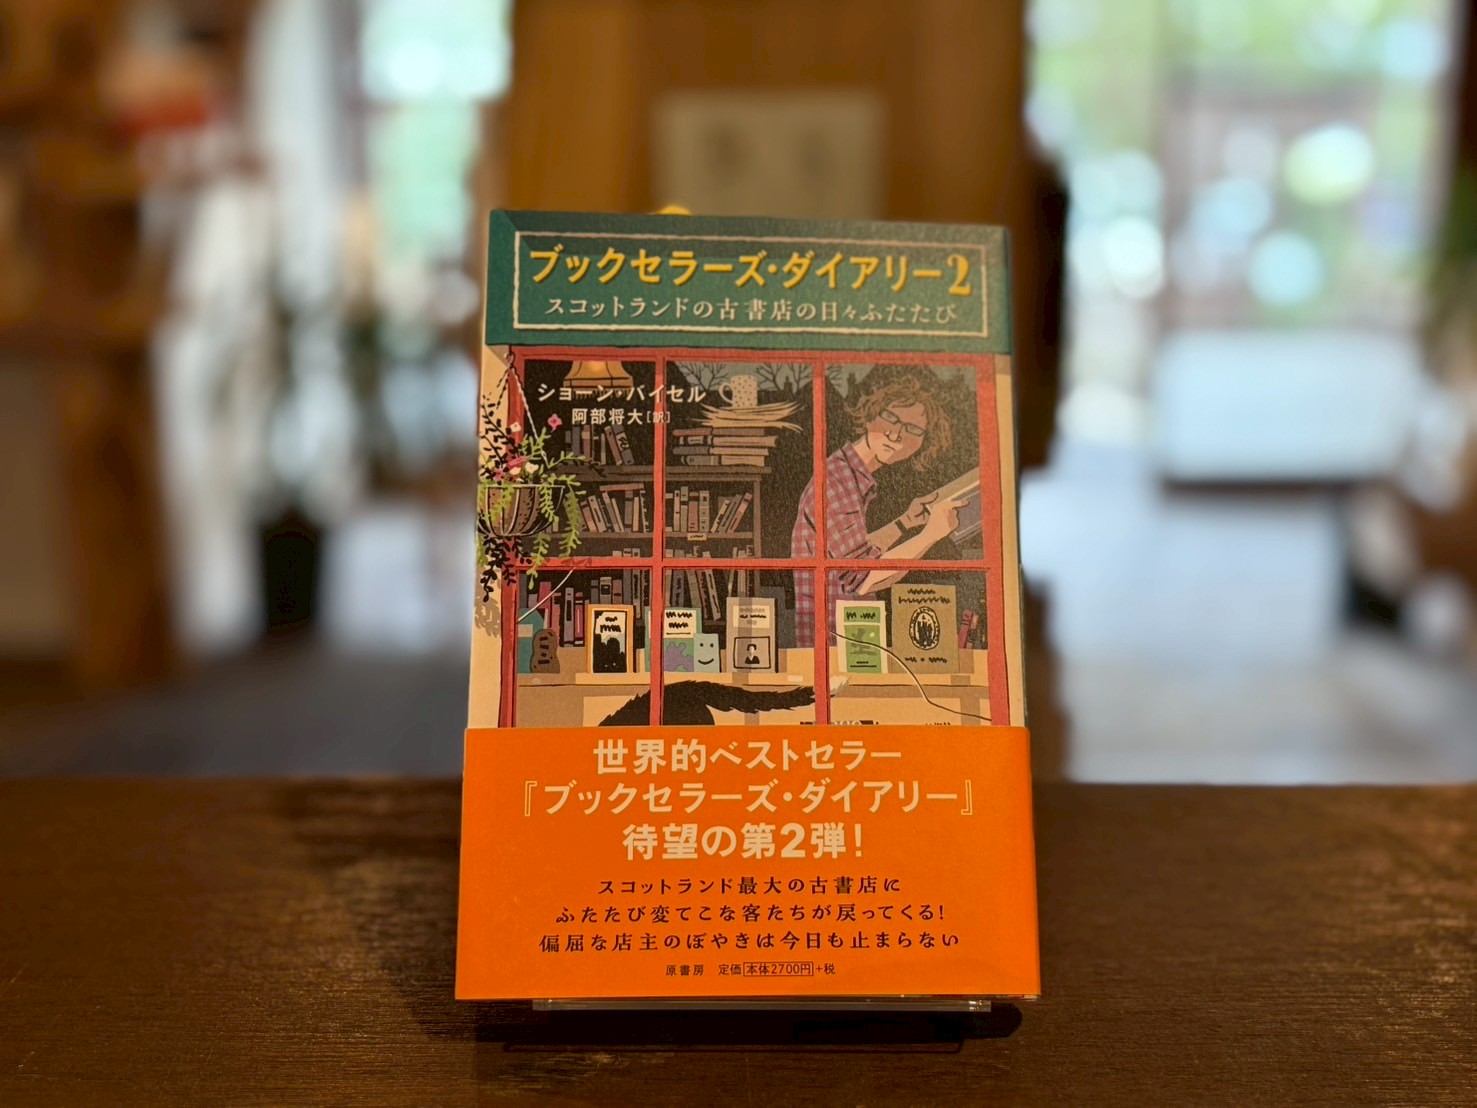 ブックセラーズ・ダイアリー2
スコットランドの古書店の日々ふたたび
ショーン・バイセル
阿部将大[訳]
世界的ベストセラー
『ブックセラーズ・ダイアリー』
待望の第2弾!
スコットランド最大の古書店に
ふたたび変てこな客たちが戻ってくる!
偏屈な店主のぼやきは今日も止まらない
原書房 定価 本体2700円 +税